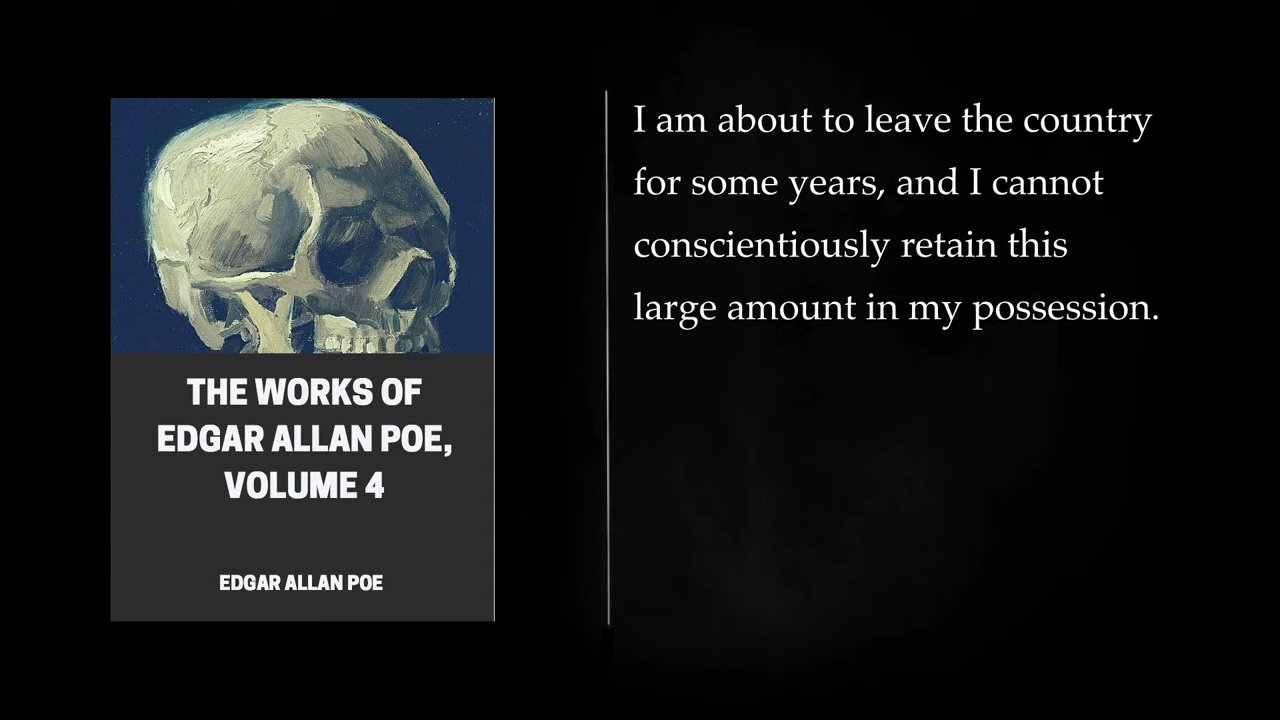 THE WORKS OF
EDGAR ALLAN POE,
VOLUME 4
EDGAR ALLAN POE
I am about to leave the country
for some years, and I cannot
conscientiously retain this
large amount in my possession.